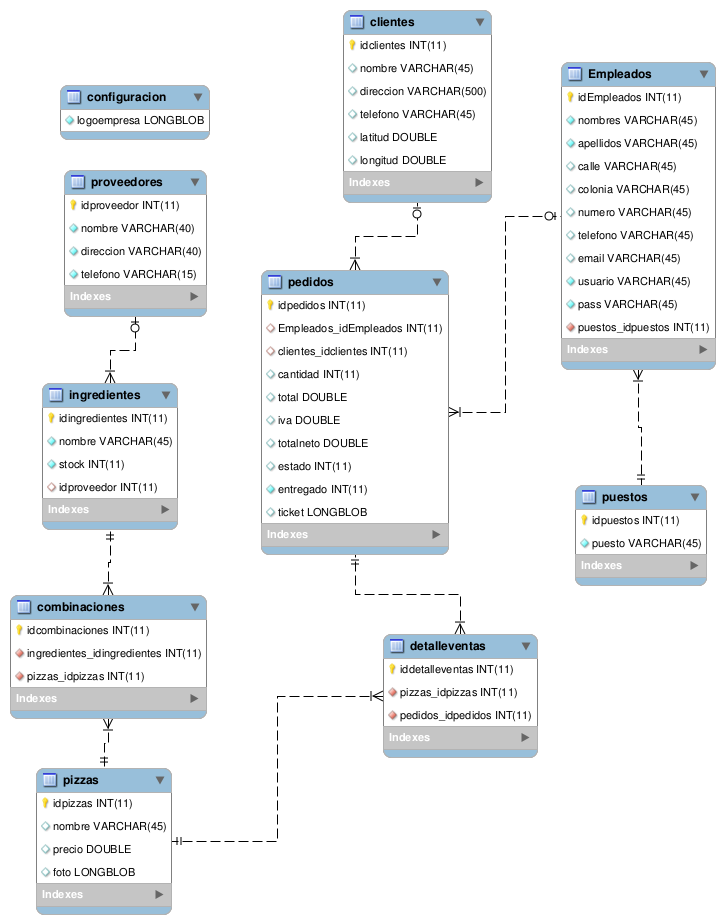 configuracion
logoempresa LONGBLOB
proveedores
idproveedor INT(11)
nombre VARCHAR(40)
direccion VARCHAR(40)
telefono VARCHAR(15)
Indexes
ingredientes
idingredientes INT(11)
nombre VARCHAR(45)
stock INT(11)
idproveedor INT(11)
Indexes
combinaciones
idcombinaciones INT(11)
ingredientes_idingredientes INT(11)
pizzas_idpizzas INT(11)
Indexes
pizzas
idpizzas INT(11)
nombre VARCHAR(45)
precio DOUBLE
foto LONGBLOB
Indexes
clientes
idclientes INT(11)
nombre VARCHAR(45)
direccion VARCHAR(500)
telefono VARCHAR(45)
latitud DOUBLE
longitud DOUBLE
Indexes
pedidos
idpedidos INT(11)
Empleados_idEmpleados INT(11)
clientes_idclientes INT(11)
cantidad INT(11)
total DOUBLE
iva DOUBLE
totalneto DOUBLE
estado INT(11)
entregado INT(11)
ticket LONGBLOB
Indexes
detalleventas
iddetalleventas INT(11)
pizzas_idpizzas INT(11)
pedidos_idpedidos INT(11)
Indexes
Empleados
idEmpleados INT(11)
nombres VARCHAR(45)
apellidos VARCHAR(45)
calle VARCHAR(45)
colonia VARCHAR(45)
numero VARCHAR(45)
telefono VARCHAR(45)
email VARCHAR(45)
usuario VARCHAR(45)
pass VARCHAR(45)
puestos_idpuestos INT(11)
Indexes
puestos
idpuestos INT(11)
puesto VARCHAR(45)
Indexes